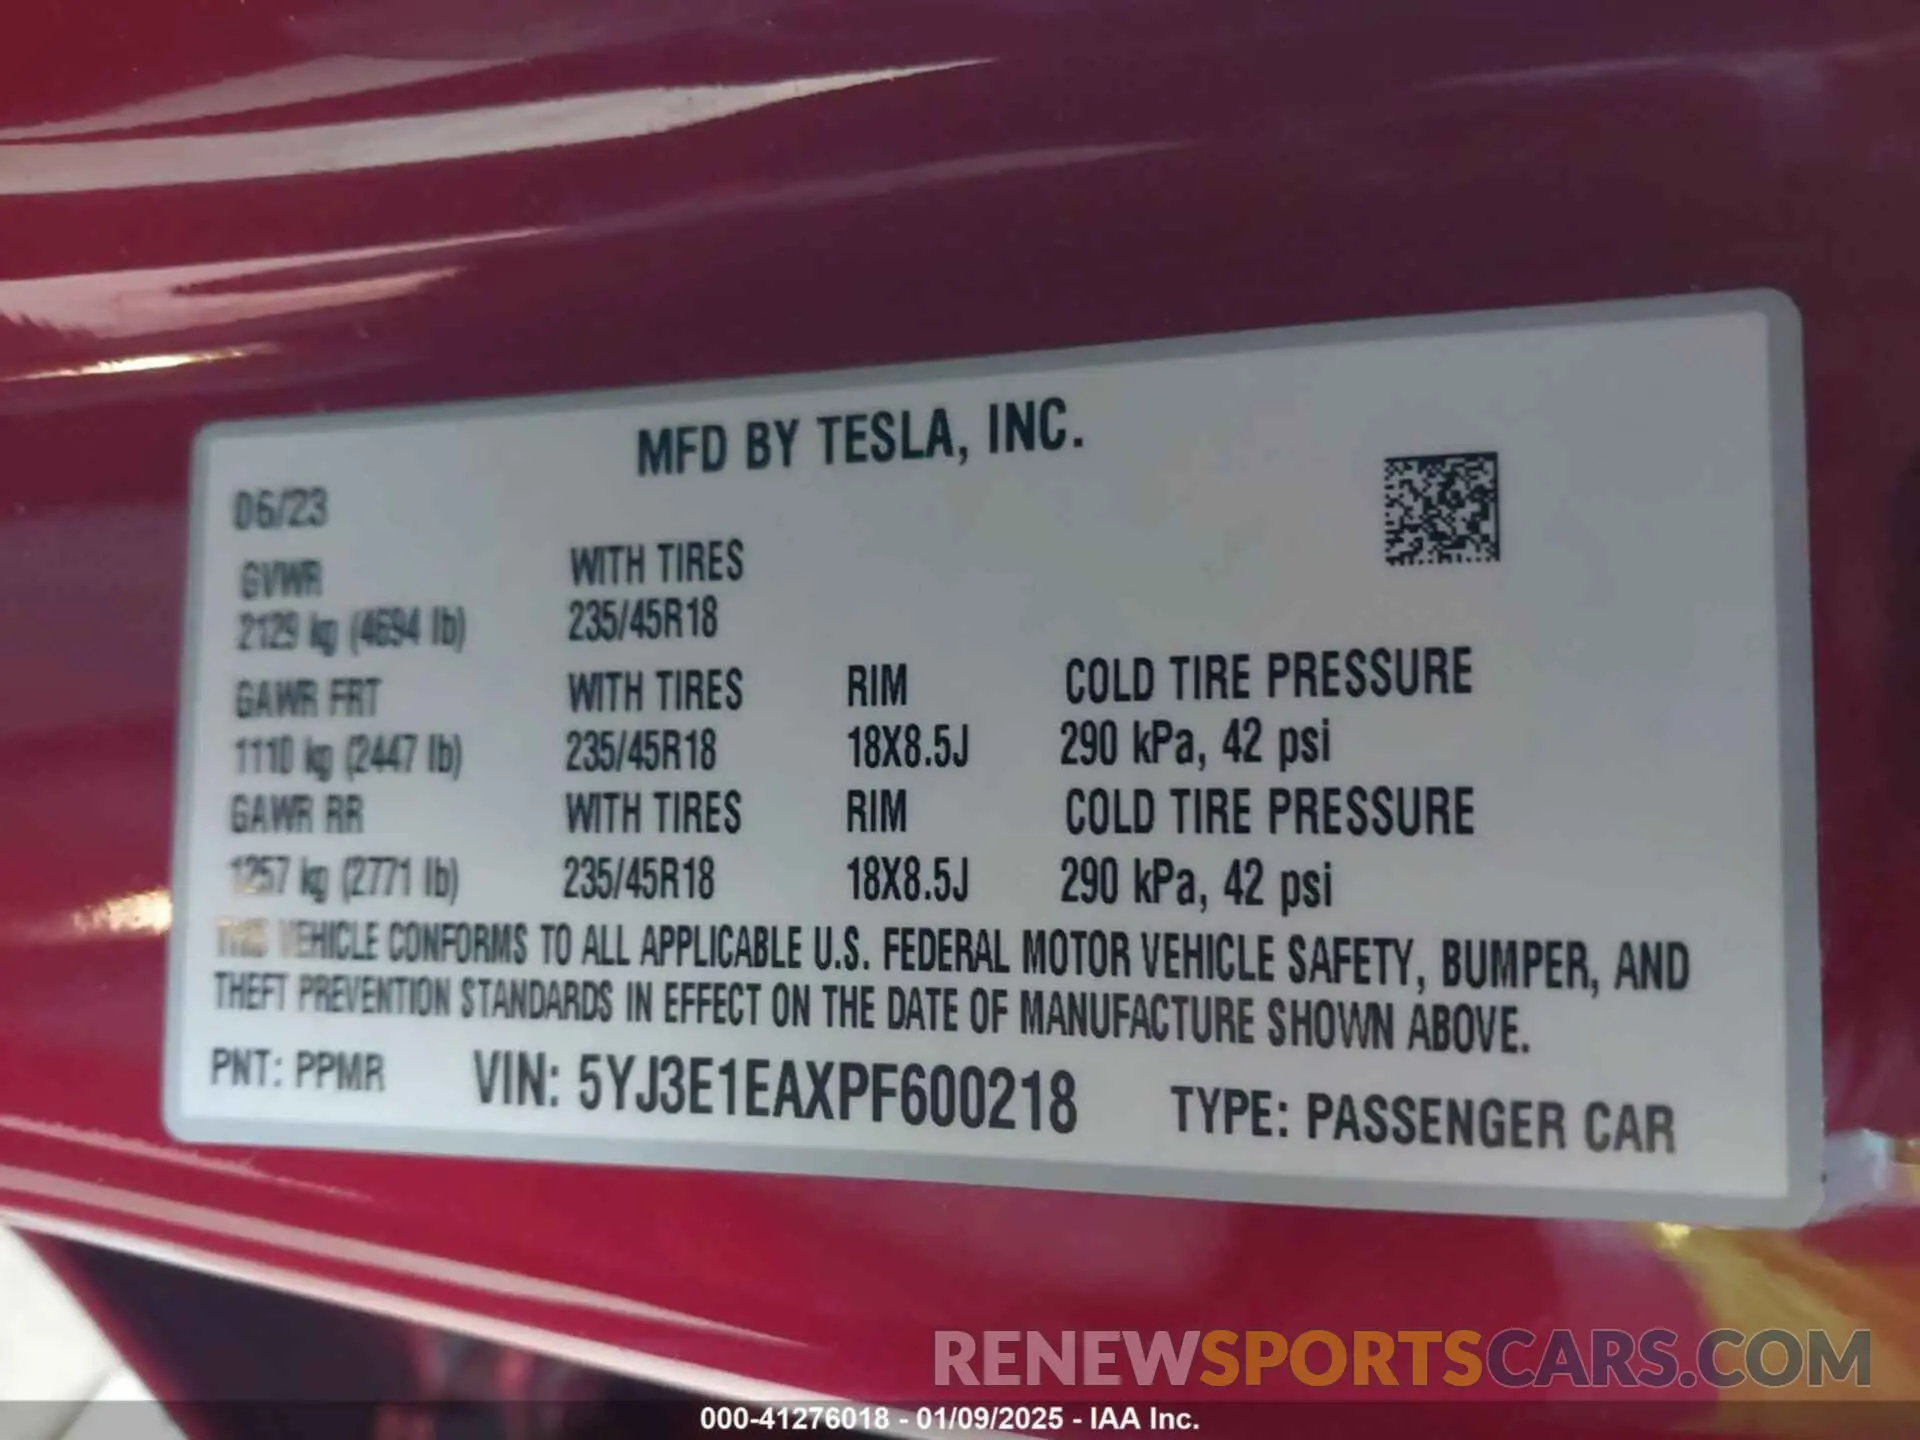 MFD BY TESLA, INC.
06/23
GVWR WITH TIRES
2129 kg (4694 lb) 235/45R18
GAWR FRT WITH TIRES RIM COLD TIRE PRESSURE
1110 kg (2447 lb) 235/45R18 18X8.5J 290 kPa, 42 psi
GAWR RR WITH TIRES RIM COLD TIRE PRESSURE
1257 kg (2771 lb) 235/45R18 18X8.5J 290 kPa, 42 psi
THIS VEHICLE CONFORMS TO ALL APPLICABLE U.S. FEDERAL MOTOR VEHICLE SAFETY, BUMPER, AND
THEFT PREVENTION STANDARDS IN EFFECT ON THE DATE OF MANUFACTURE SHOWN ABOVE.
PNT: PPMR VIN: 5YJ3E1EAXPF600218 TYPE: PASSENGER CAR
RENEWSPORTSCARS.COM
000-41276018 - 01/09/2025 - IAA Inc.